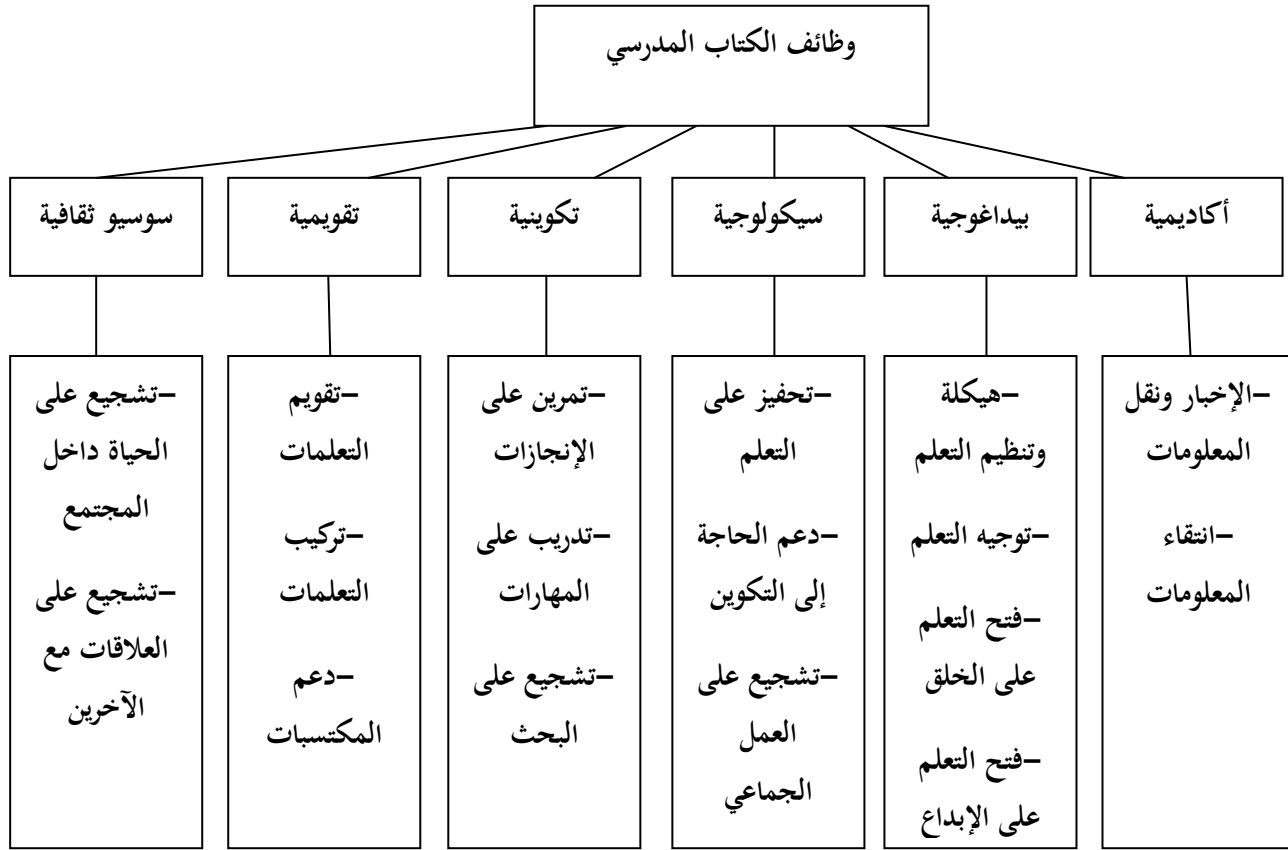 وظائف الكتاب المدرسي
أكاديمية
بيداغوجية
سيكولوجية
تكوينية
تقويمية
سوسيو ثقافية
–الإخبار ونقل
المعلومات
–انتقاء
المعلومات
–هيكلة
وتنظيم التعلم
–توجيه التعلم
–فتح التعلم
على الخلق
–فتح التعلم
على الإبداع
–تحفيز على
التعلم
–دعم الحاجة
إلى التكوين
–تشجيع على
العمل
الجماعي
–تمرين على
الإنجازات
–تدريب على
المهارات
–تشجيع على
البحث
–تقويم
التعلمات
–تركيب
التعلمات
–دعم
المكتسبات
–تشجيع على
الحياة داخل
المجتمع
–تشجيع على
العلاقات مع
الآخرين